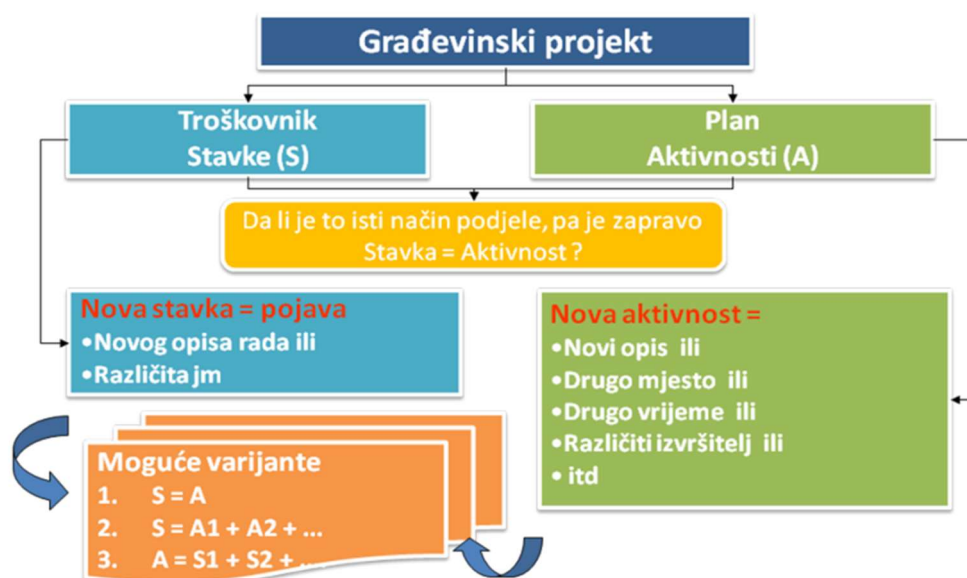 Građevinski projekt
Troškovnik
Stavke (S)
Plan
Aktivnosti (A)
Da li je to isti način podjele, pa je zapravo
Stavka = Aktivnost ?
Nova stavka = pojava
•Novog opisa rada ili
•Različita jm
Nova aktivnost =
•Novi opis ili
•Drugo mjesto ili
•Drugo vrijeme ili
•Različiti izvršitelj ili
• itd
Moguće varijante
1. S = A
2. S = A1 + A2 + ...
3. A = S1 + S2 + ...